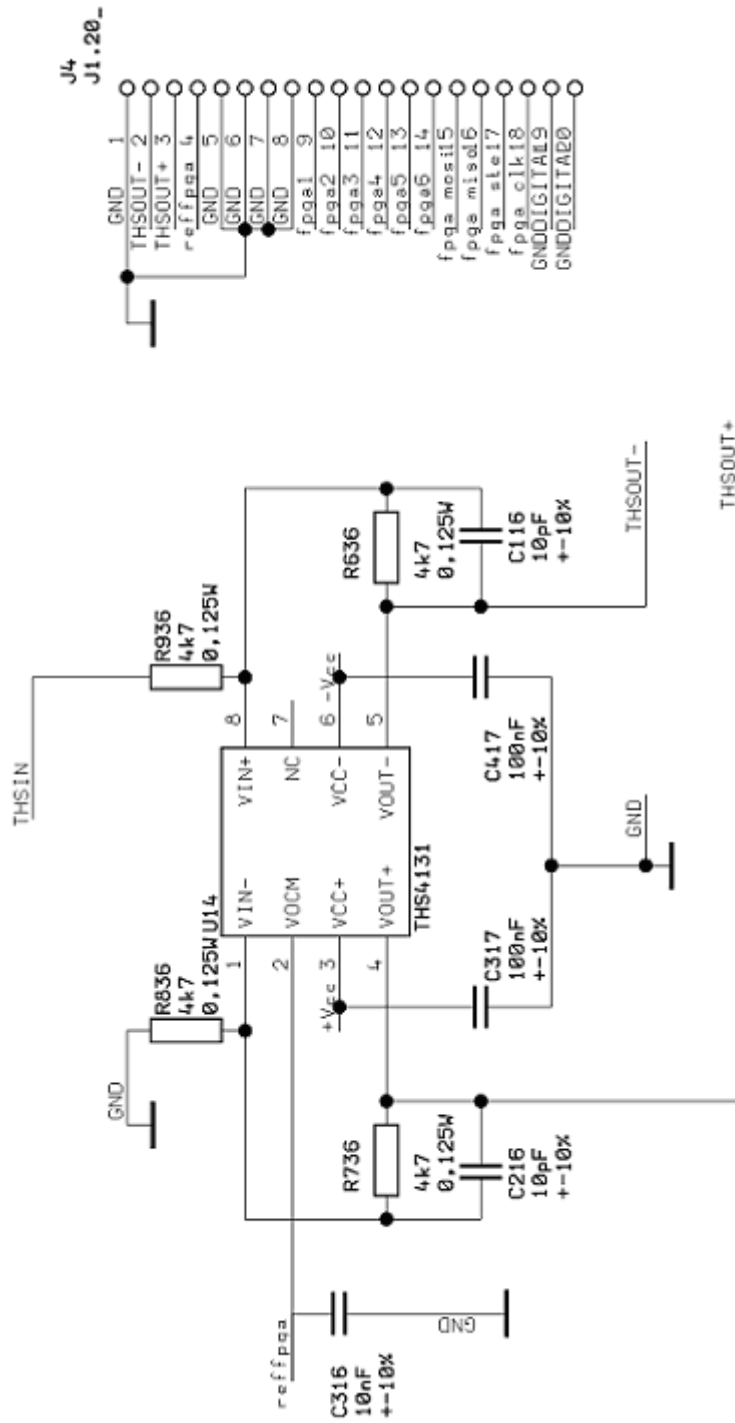 J4
J1.20_
GND 1
THSOUT- 2
THSOUT+ 3
reffpga 4
GND 5
GND 6
GND 7
GND 8
fpga1 9
fpga2 10
fpga3 11
fpga4 12
fpga5 13
fpga6 14
fpga mosi15
fpga miso16
fpga ste17
fpga clk18
GNDDIGITAL19
GNDDIGITAL20
THSIN
R936
4k7
0,125W
R636
4k7
0,125W
C116
10pF
+-10%
THSOUT-
THSOUT+
8
7
6
5
-Vcc
VIN+
NC
VCC-
VOUT-
C417
100nF
+-10%
GND
U14
VIN-
VOCM
VCC+
VOUT+
THS4131
1
2
3
4
+Vcc
C317
100nF
+-10%
GND
R836
4k7
0,125W
R736
4k7
0,125W
C216
10pF
+-10%
reffpga
C316
10nF
+-10%
GND